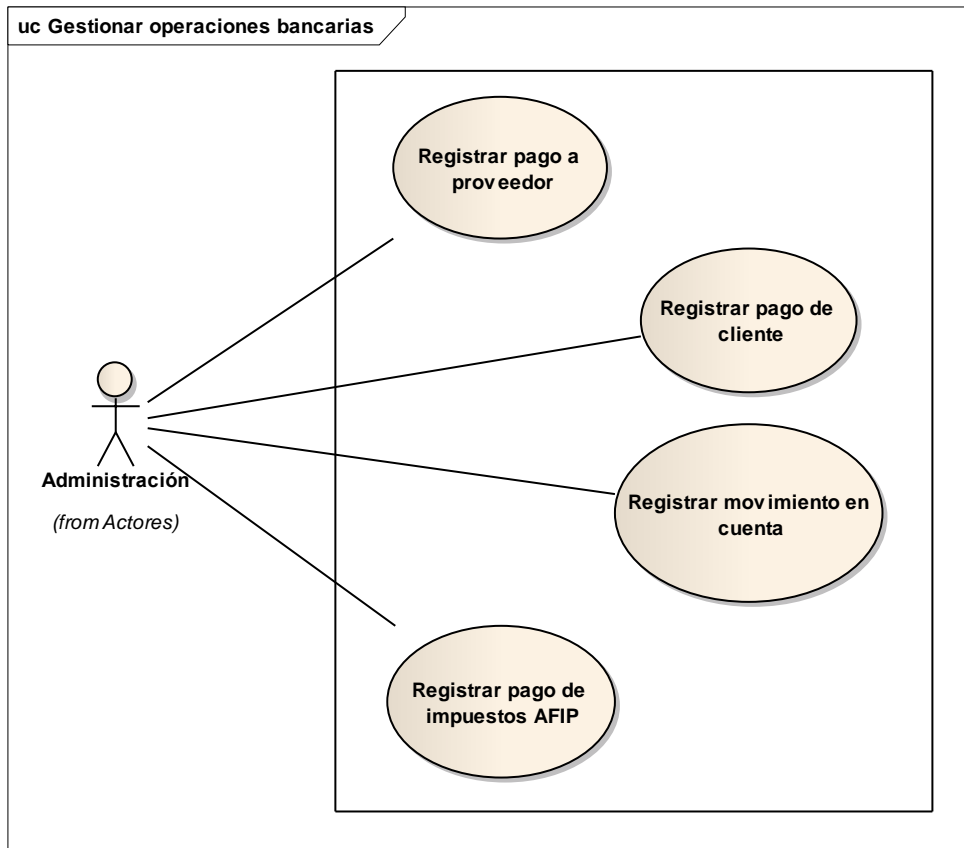 uc Gestionar operaciones bancarias
Registrar pago a
proveedor
Registrar pago de
cliente
Administración
(from Actores)
Registrar movimiento en
cuenta
Registrar pago de
impuestos AFIP